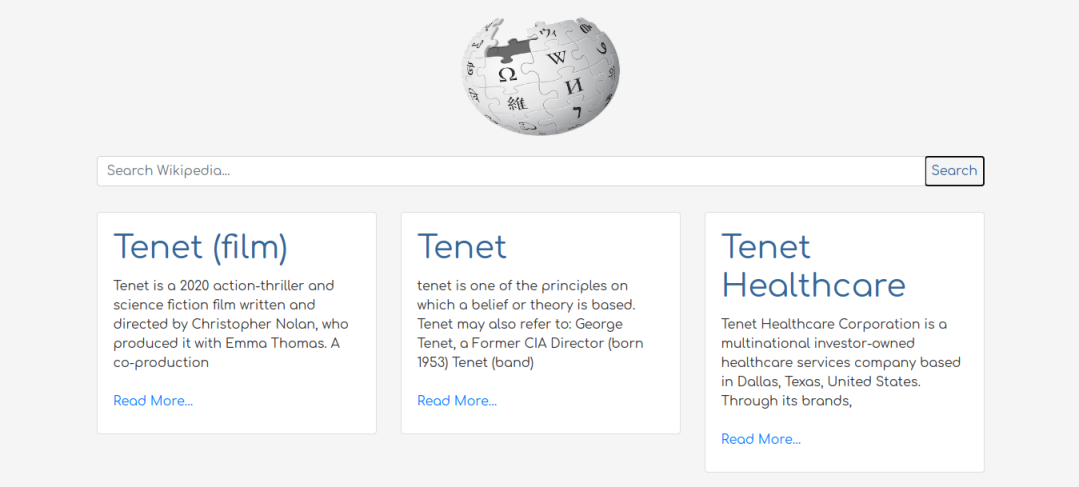 Ω
W
И
維
ウィ
Search Wikipedia...
Search
Tenet (film)
Tenet is a 2020 action-thriller and
science fiction film written and
directed by Christopher Nolan, who
produced it with Emma Thomas. A
co-production
Read More...
Tenet
tenet is one of the principles on
which a belief or theory is based.
Tenet may also refer to: George
Tenet, a Former CIA Director (born
1953) Tenet (band)
Read More...
Tenet
Healthcare
Tenet Healthcare Corporation is a
multinational investor-owned
healthcare services company based
in Dallas, Texas, United States.
Through its brands,
Read More...